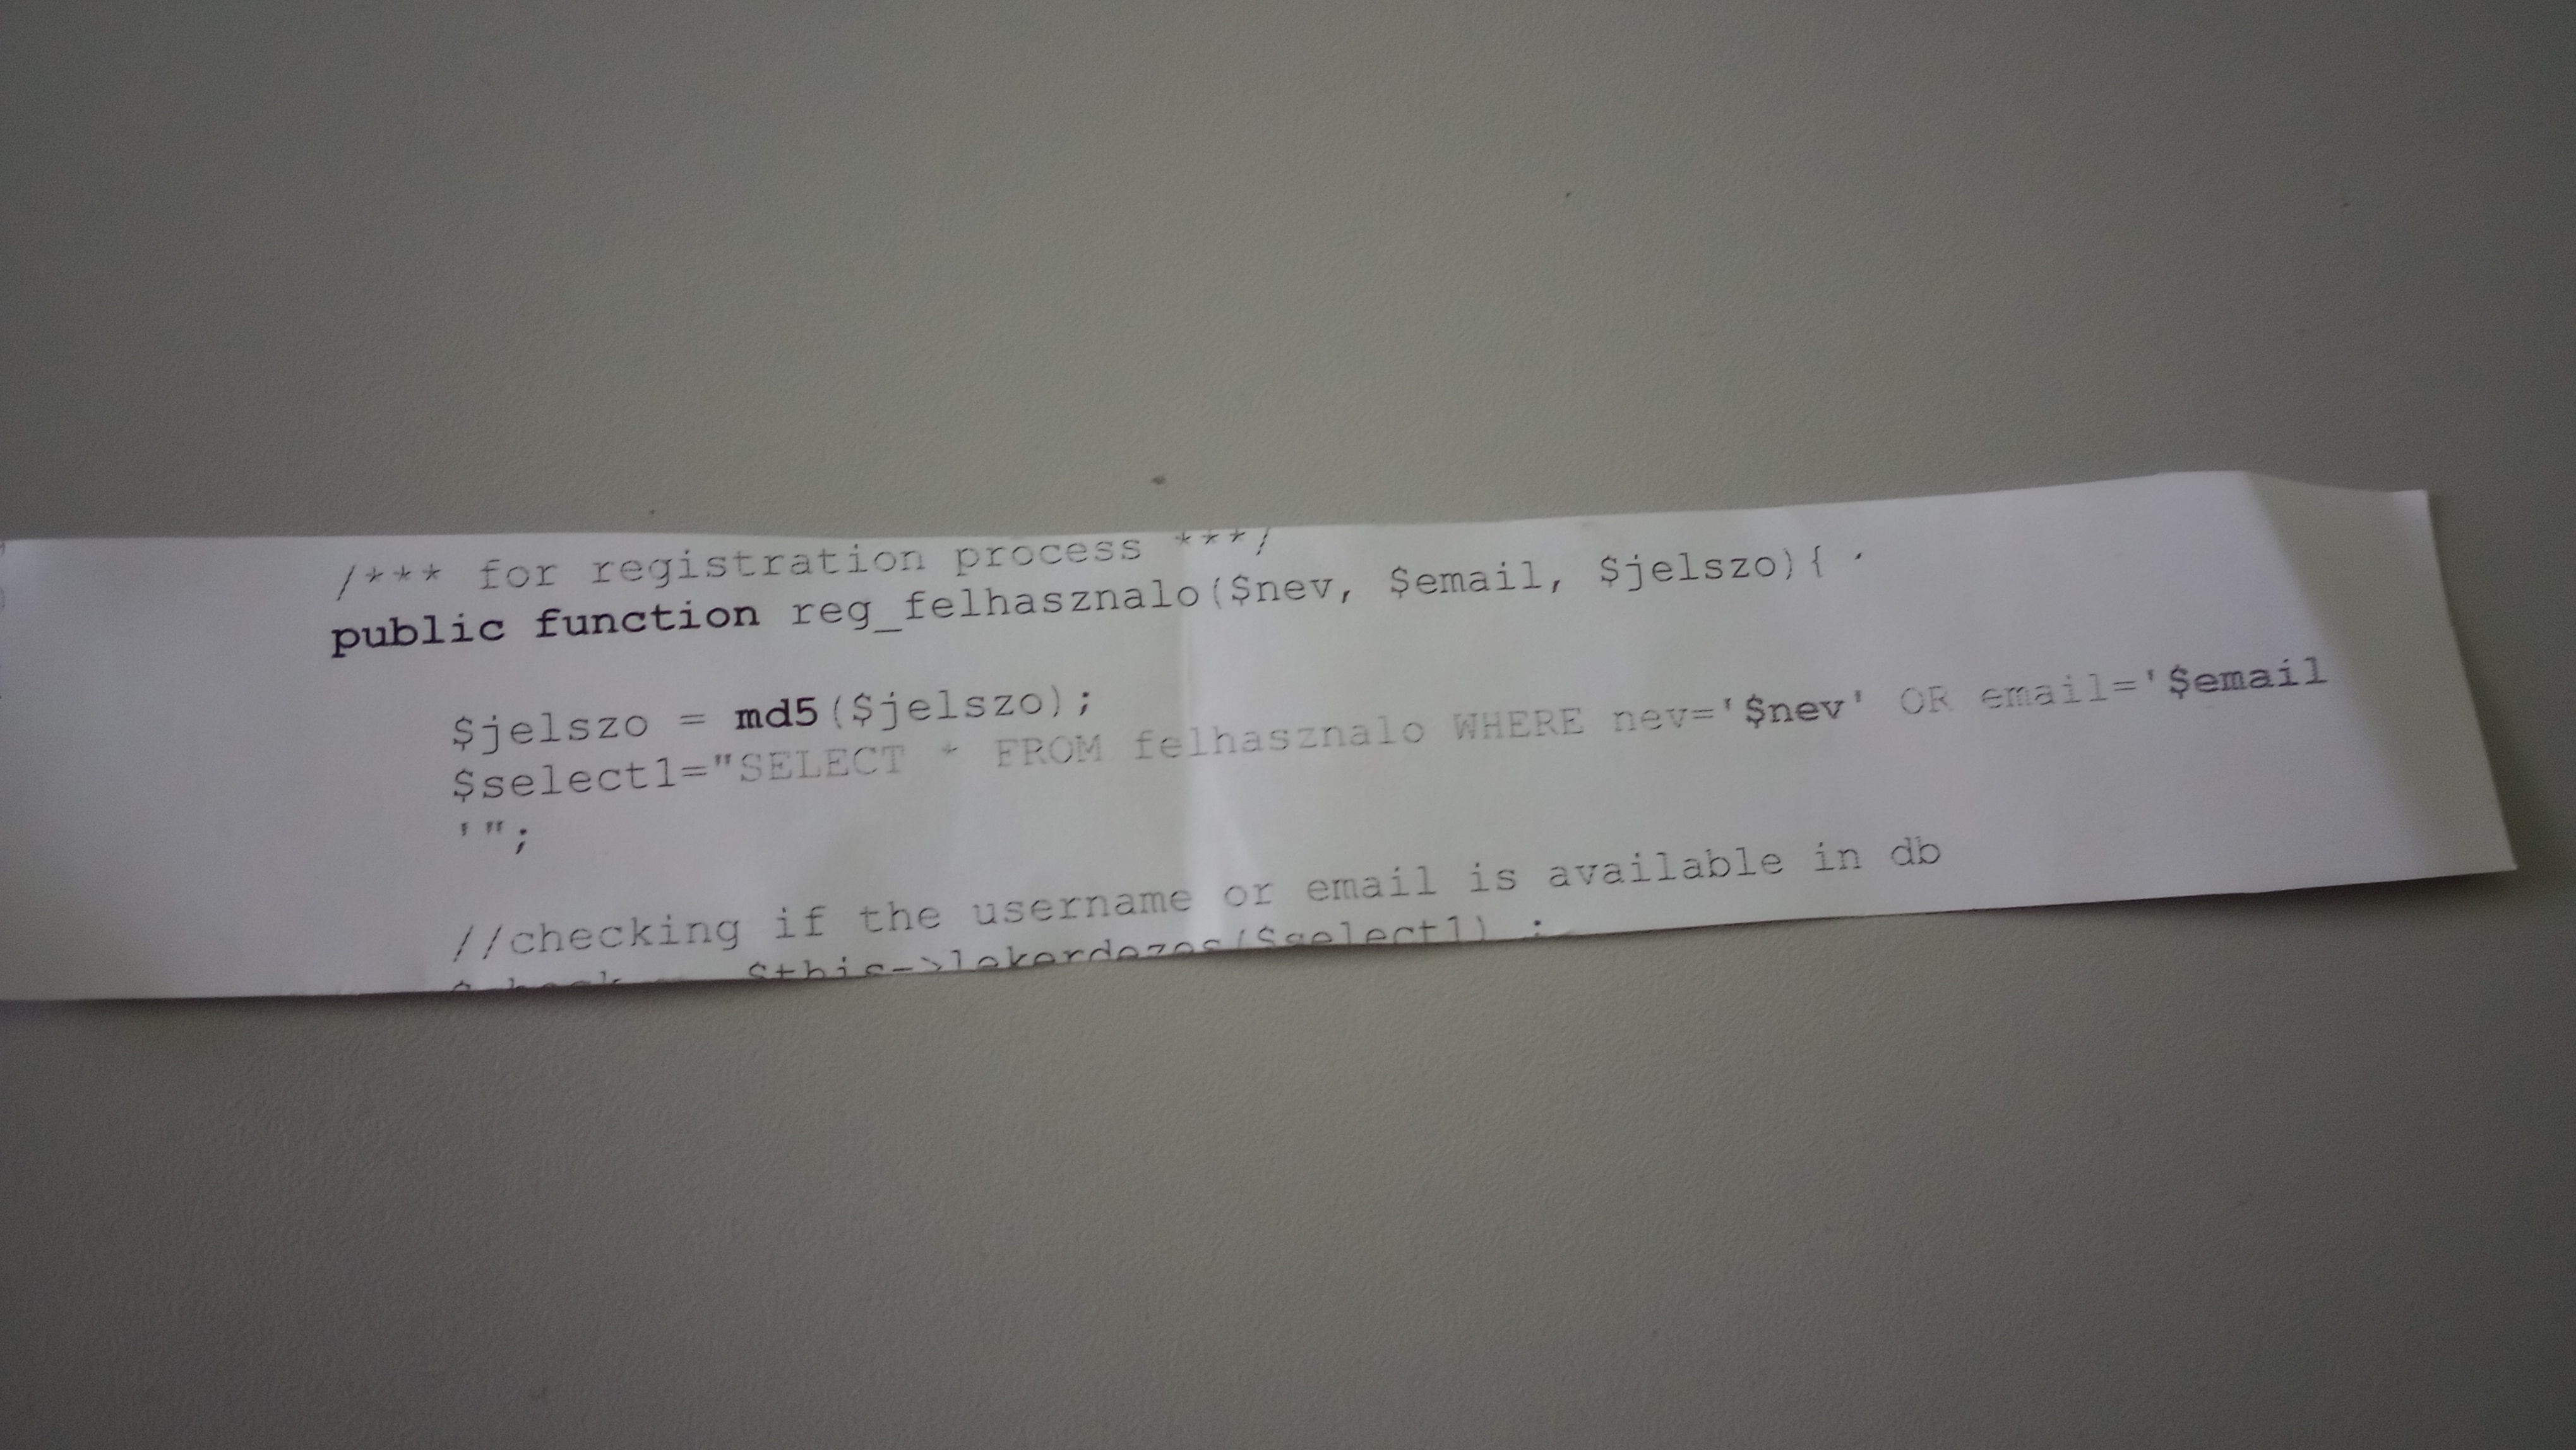 /*** for registration process ***/
public function reg_felhasznalo($nev, $email, $jelszo){
$jelszo = md5($jelszo);
$select1="SELECT * FROM felhasznalo WHERE nev='$nev' OR email='$email
'";
//checking if the username or email is available in db
$this->lekerdezes($select1) ;